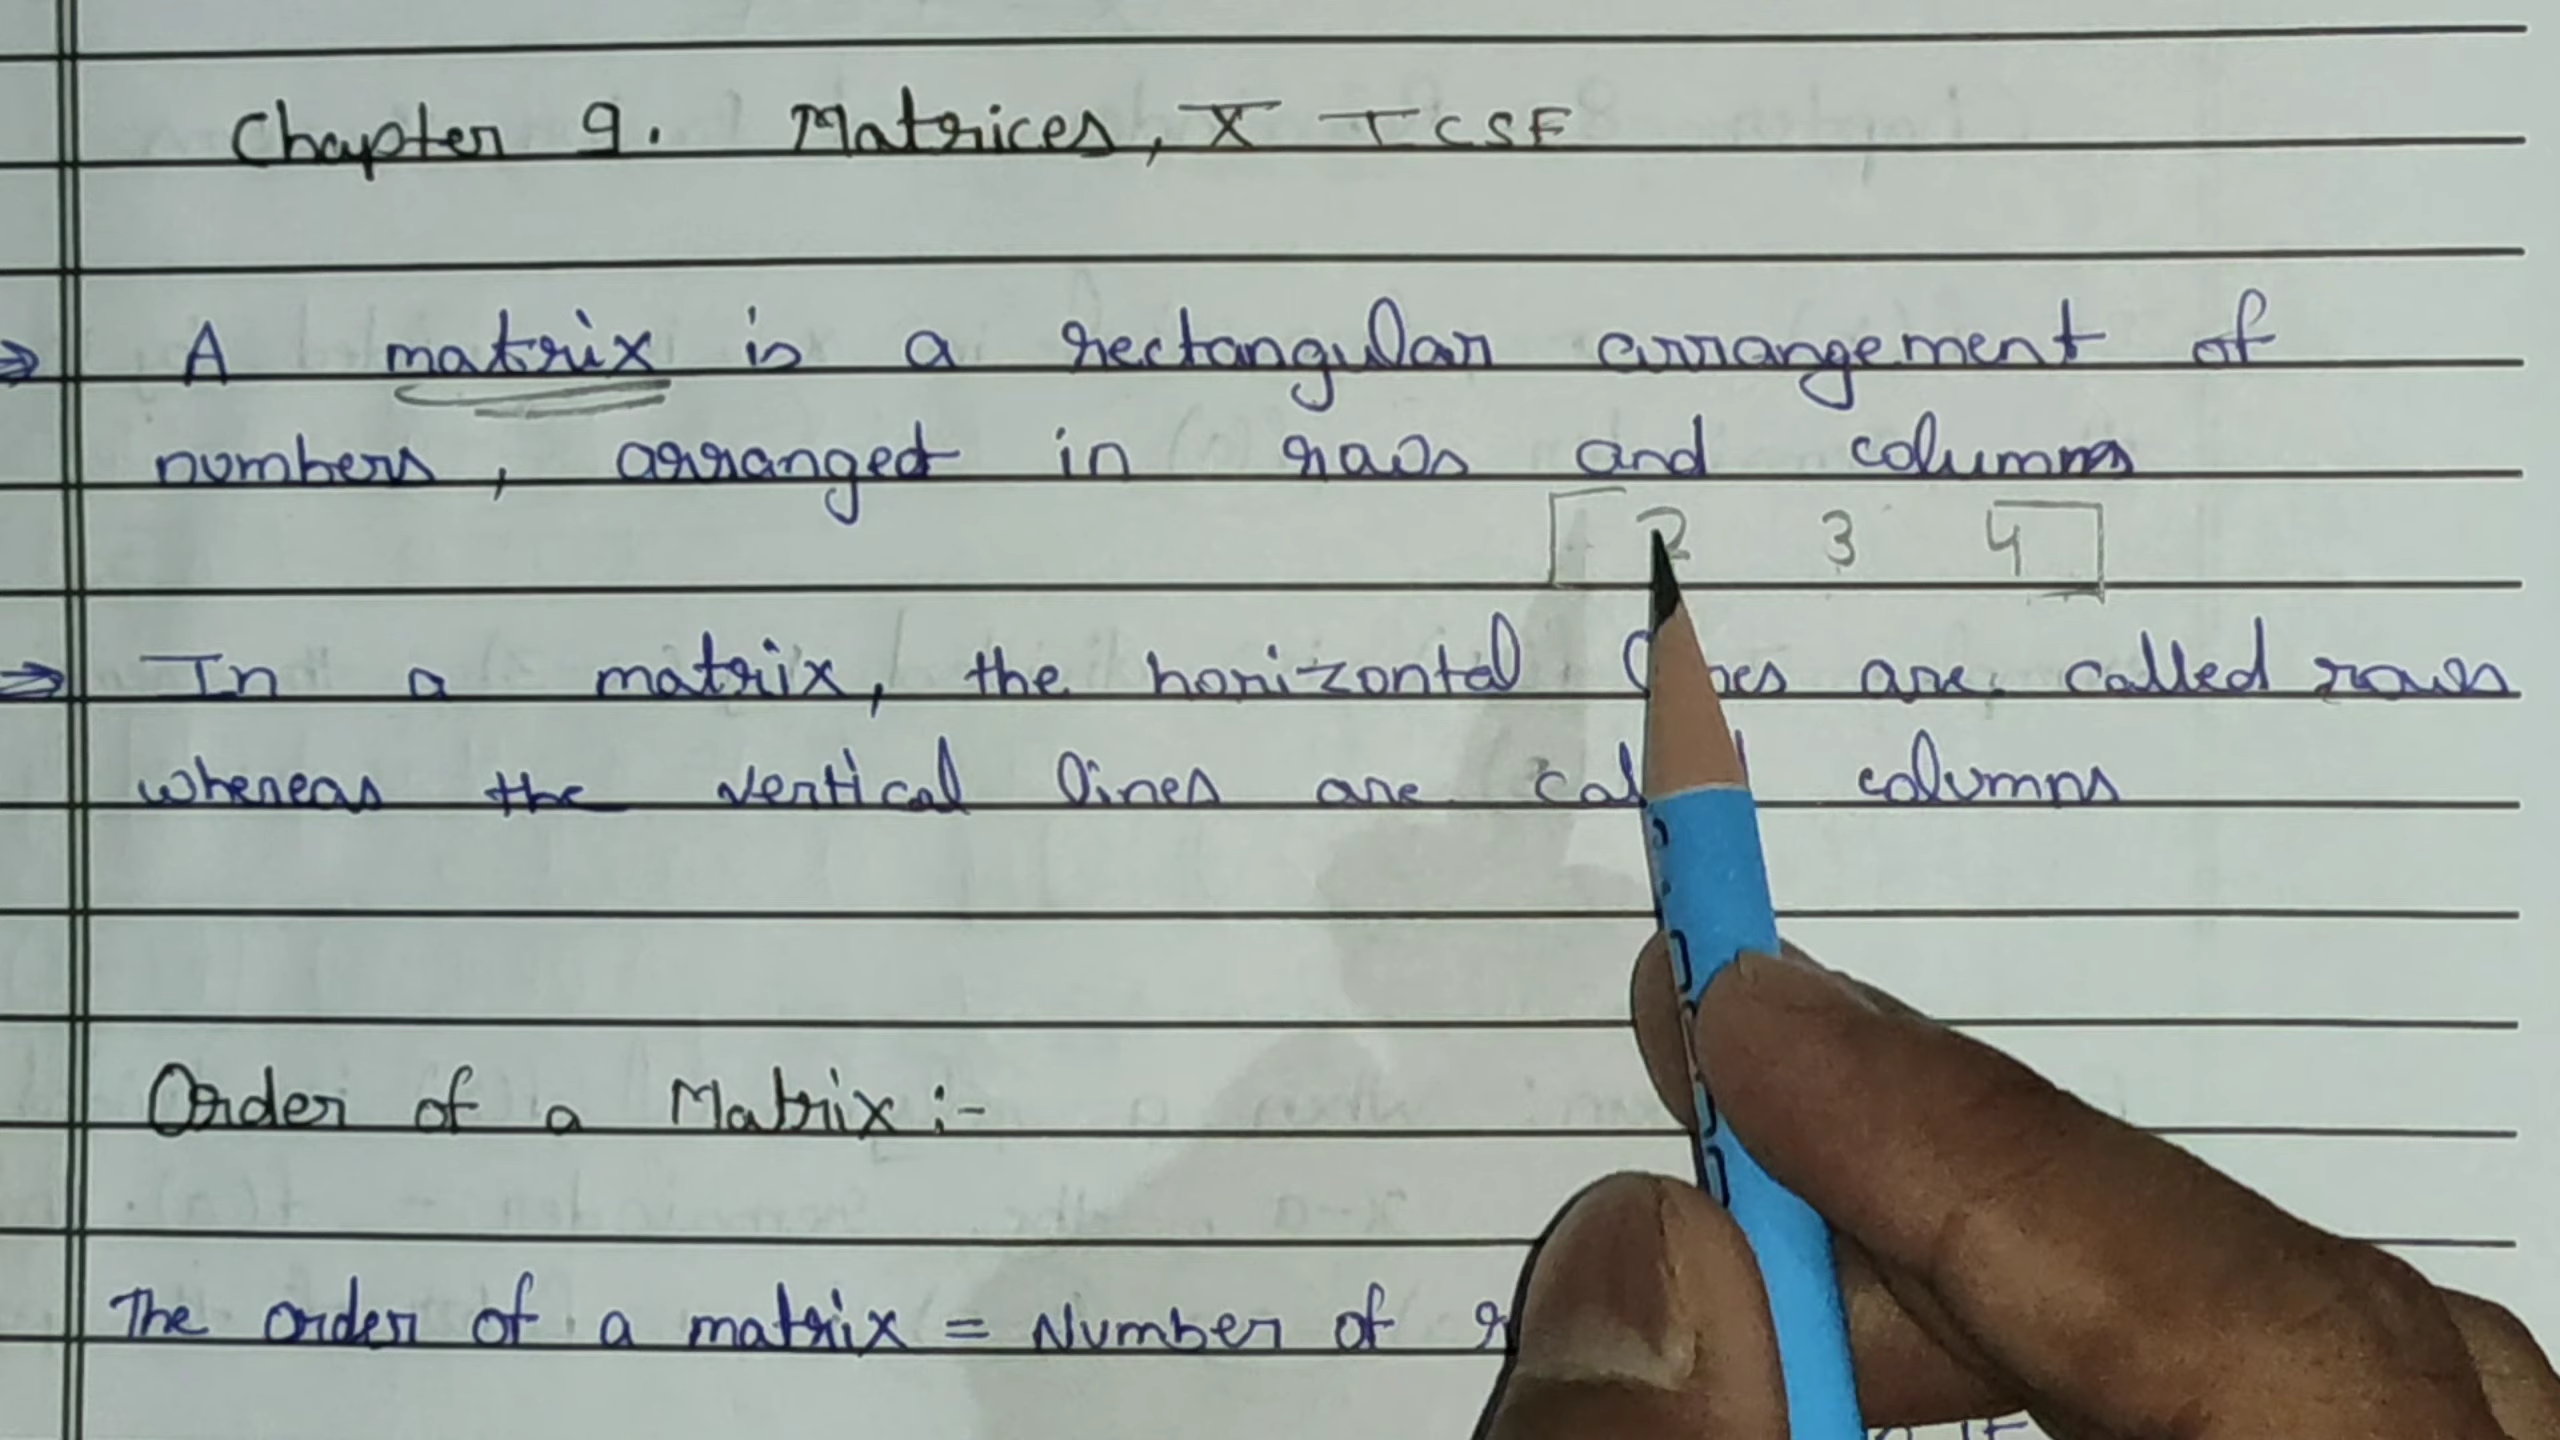 Chapter 9. Matrices, X ICSE
⇒ A matrix is a rectangular arrangement of
numbers, arranged in rows and columns
[ 2 3 4 ]
⇒ In a matrix, the horizontal lines are called rows
whereas the vertical lines are columns
Order of a Matrix :-
The order of a matrix = Number of